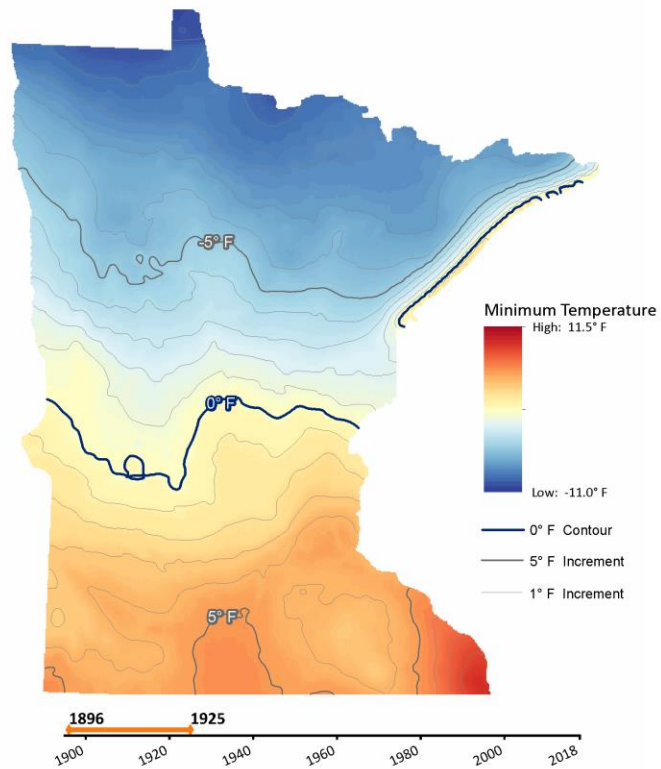 -5° F
0° F
5° F
Minimum Temperature
High: 11.5° F
Low: -11.0° F
0° F Contour
5° F Increment
1° F Increment
1896 1925
1900 1920 1940 1960 1980 2000 2018